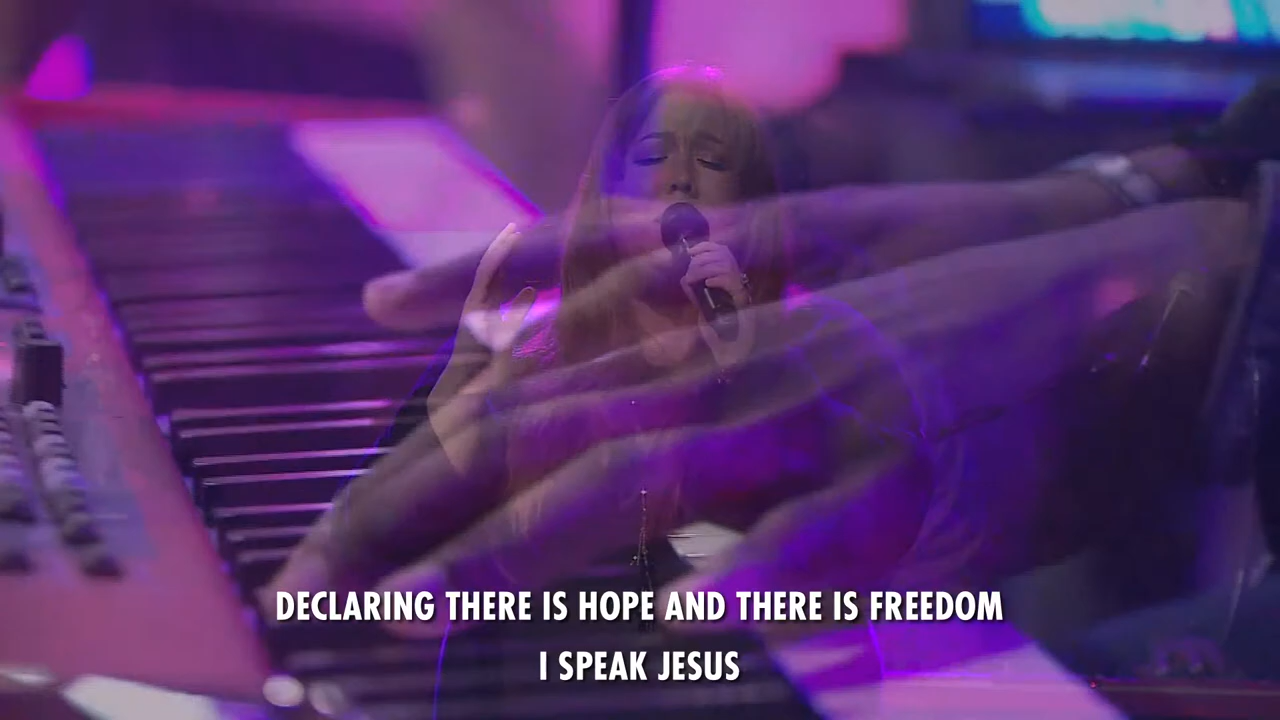 DECLARING THERE IS HOPE AND THERE IS FREEDOM
I SPEAK JESUS